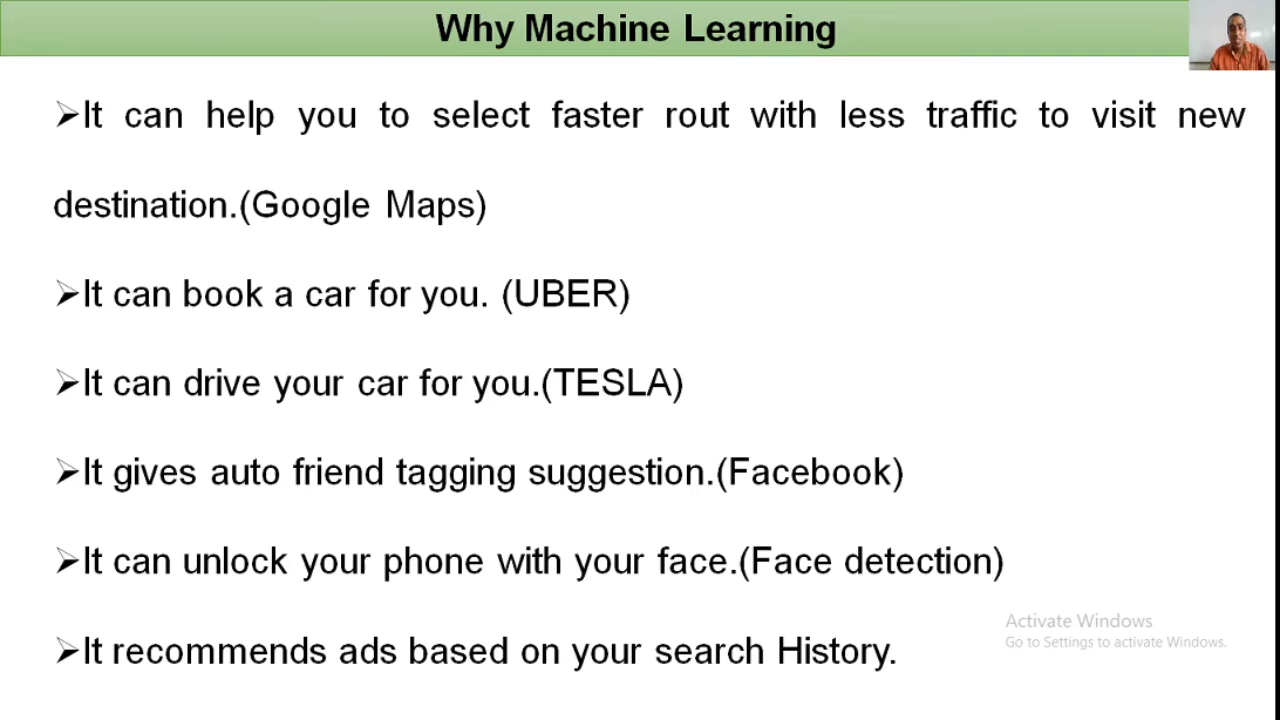 Why Machine Learning
➢It can help you to select faster rout with less traffic to visit new
destination.(Google Maps)
➢It can book a car for you. (UBER)
➢It can drive your car for you.(TESLA)
➢It gives auto friend tagging suggestion.(Facebook)
➢It can unlock your phone with your face.(Face detection)
➢It recommends ads based on your search History.
Activate Windows
Go to Settings to activate Windows.